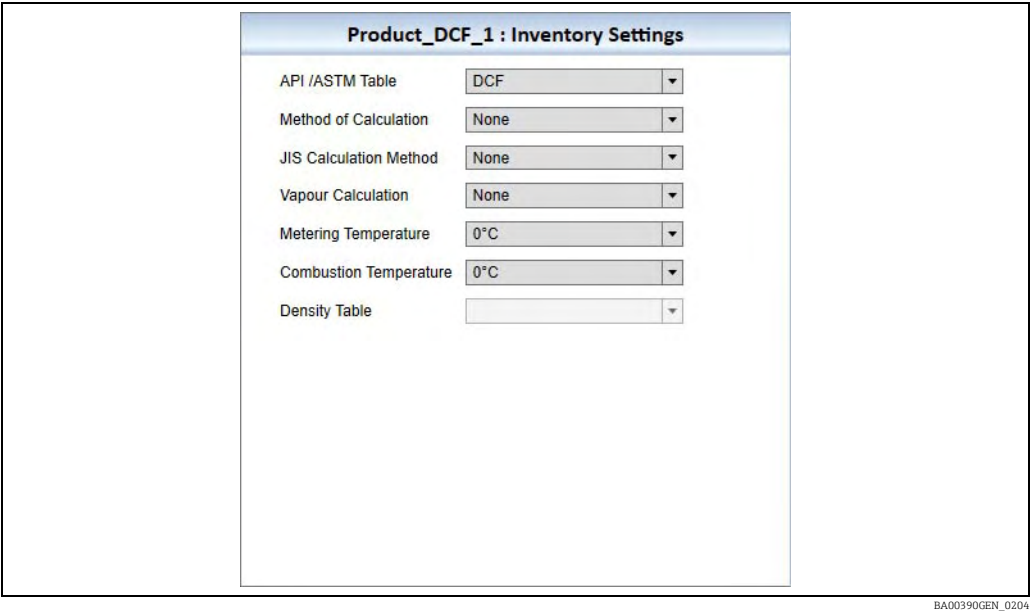 Product_DCF_1 : Inventory Settings
API /ASTM Table DCF
Method of Calculation None
JIS Calculation Method None
Vapour Calculation None
Metering Temperature 0°C
Combustion Temperature 0°C
Density Table
BA00390GEN_0204